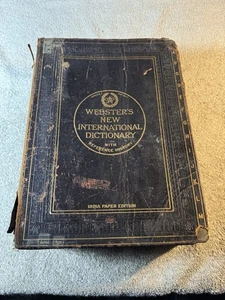 WEBSTER'S
NEW
INTERNATIONAL
DICTIONARY
WITH
REFERENCE HISTORY
INDIA PAPER EDITION